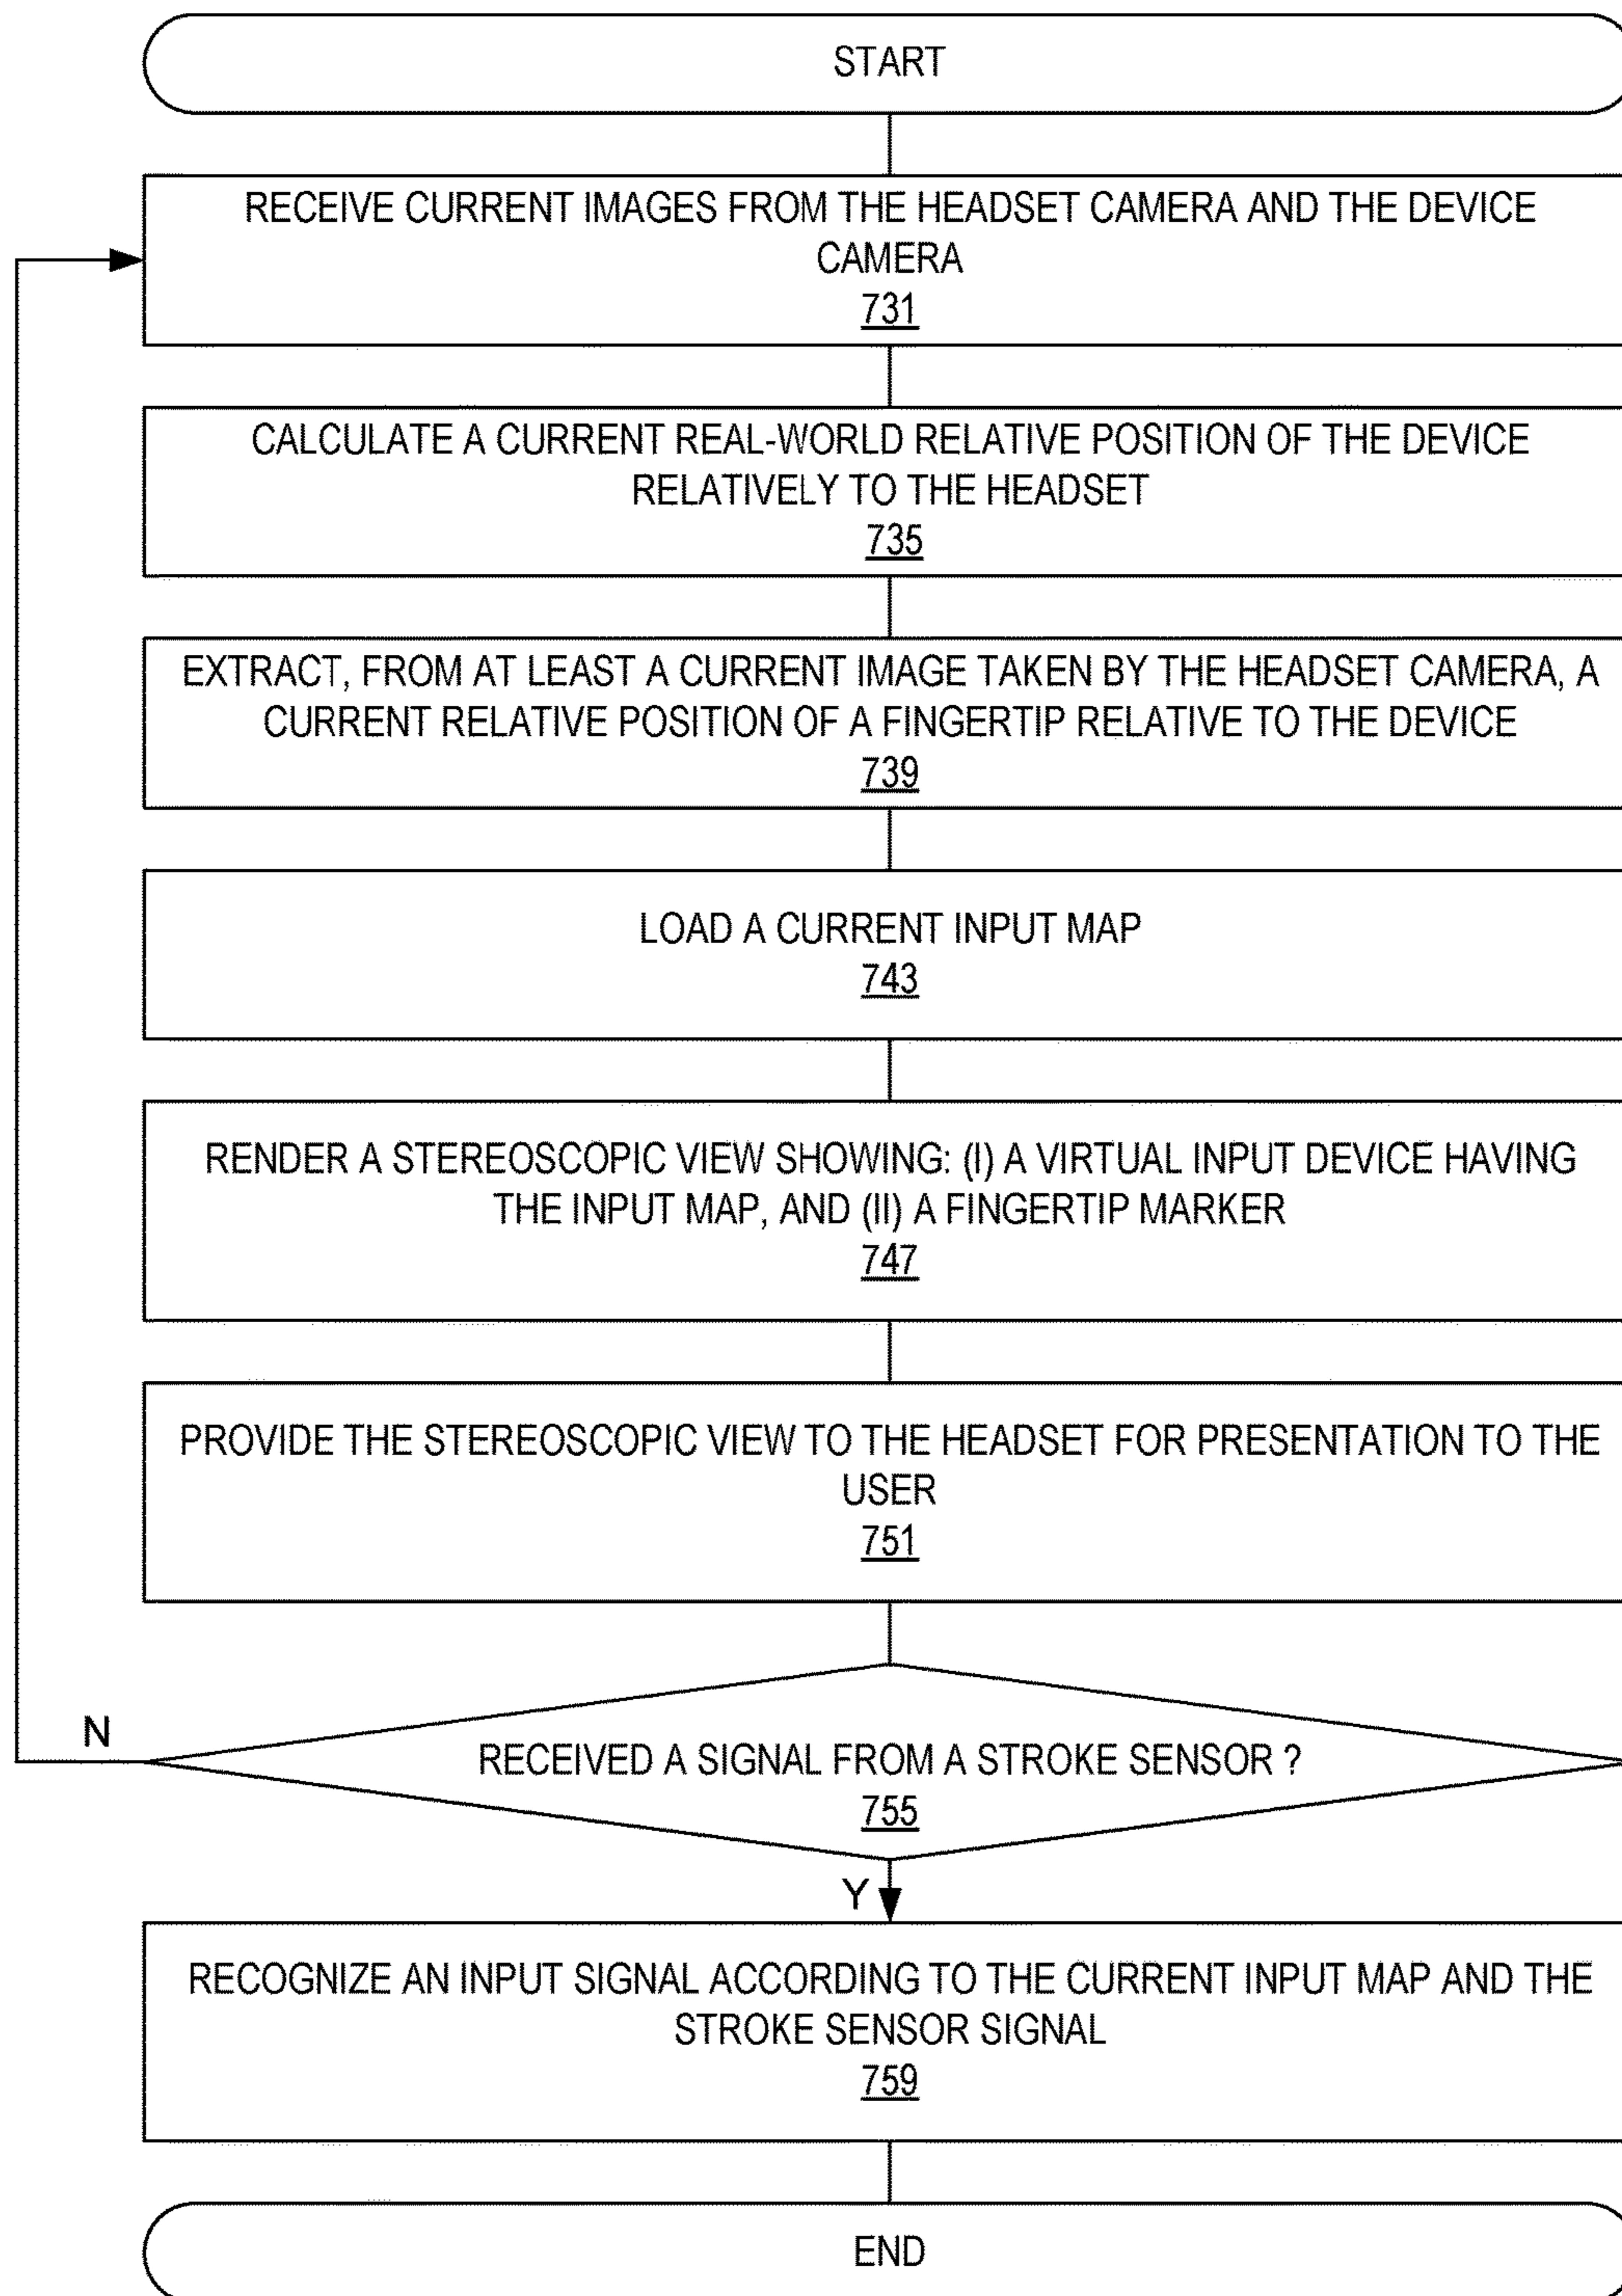 START
RECEIVE CURRENT IMAGES FROM THE HEADSET CAMERA AND THE DEVICE
CAMERA
731
CALCULATE A CURRENT REAL-WORLD RELATIVE POSITION OF THE DEVICE
RELATIVELY TO THE HEADSET
735
EXTRACT, FROM AT LEAST A CURRENT IMAGE TAKEN BY THE HEADSET CAMERA, A
CURRENT RELATIVE POSITION OF A FINGERTIP RELATIVE TO THE DEVICE
739
LOAD A CURRENT INPUT MAP
743
RENDER A STEREOSCOPIC VIEW SHOWING: (I) A VIRTUAL INPUT DEVICE HAVING
THE INPUT MAP, AND (II) A FINGERTIP MARKER
747
PROVIDE THE STEREOSCOPIC VIEW TO THE HEADSET FOR PRESENTATION TO THE
USER
751
N
RECEIVED A SIGNAL FROM A STROKE SENSOR ?
755
Y
RECOGNIZE AN INPUT SIGNAL ACCORDING TO THE CURRENT INPUT MAP AND THE
STROKE SENSOR SIGNAL
759
END